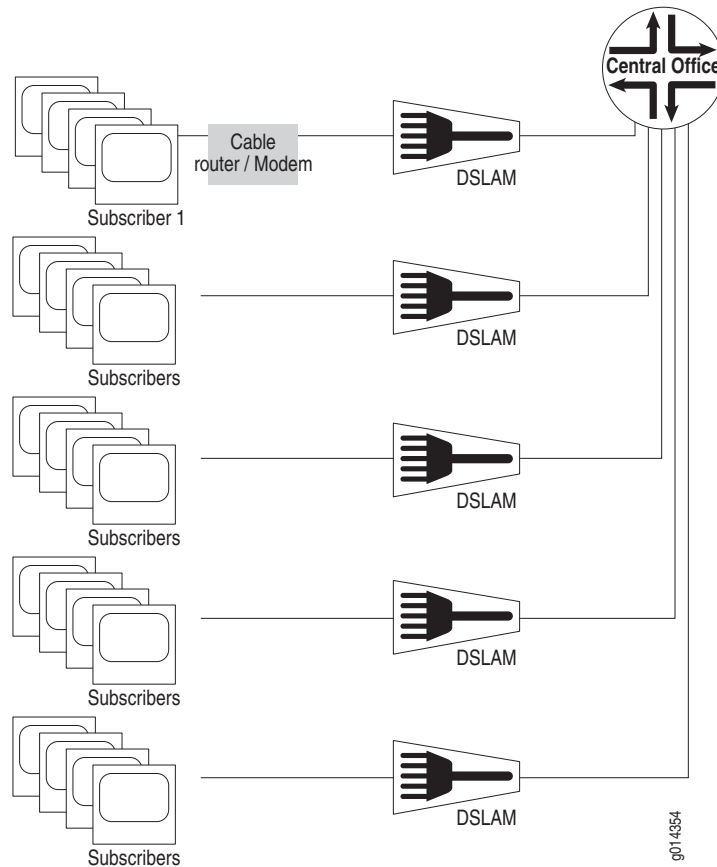 Central Office
Cable
router / Modem
DSLAM
Subscriber 1
DSLAM
Subscribers
DSLAM
Subscribers
DSLAM
Subscribers
DSLAM
Subscribers
g014354